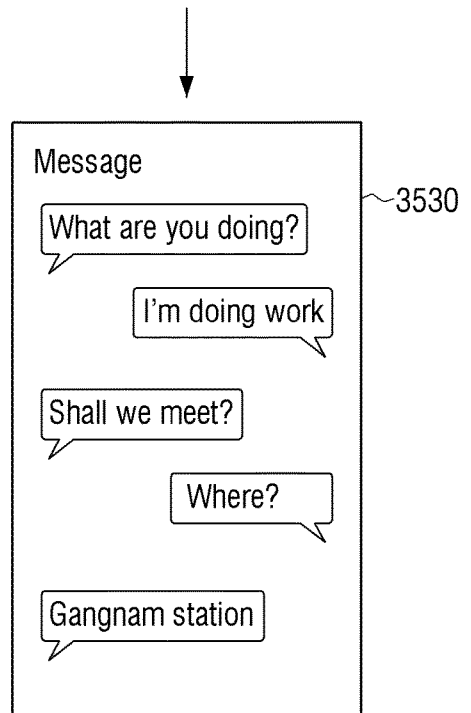 Message
3530
What are you doing?
I'm doing work
Shall we meet?
Where?
Gangnam station